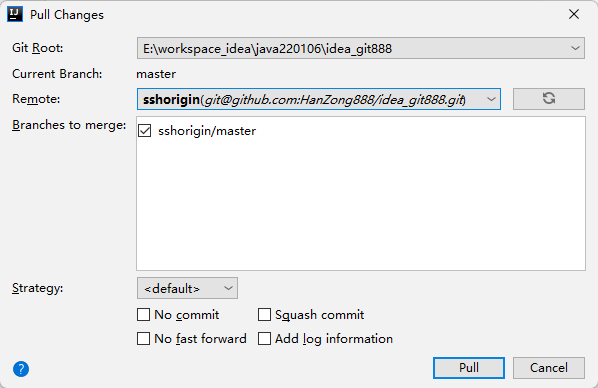 IJ Pull Changes
Git Root: E:\workspace_idea\java220106\idea_git888
Current Branch: master
Remote: sshorigin(git@github.com:HanZong888/idea_git888.git)
Branches to merge: sshorigin/master
Strategy: <default>
No commit Squash commit
No fast forward Add log information
? Pull Cancel